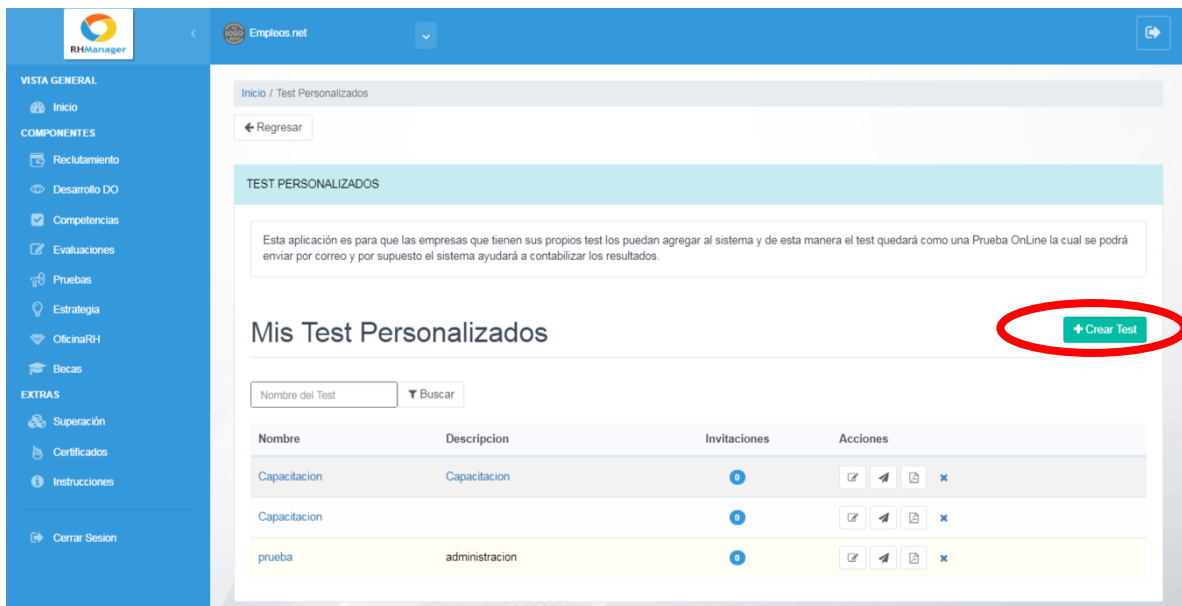 RHManager
LOGO
Empleos.net
VISTA GENERAL
Inicio
COMPONENTES
Reclutamiento
Desarrollo DO
Competencias
Evaluaciones
Pruebas
Estrategia
OficinaRH
Becas
EXTRAS
Superación
Certificados
Instrucciones
Cerrar Sesion
Inicio / Test Personalizados
Regresar
TEST PERSONALIZADOS
Esta aplicación es para que las empresas que tienen sus propios test los puedan agregar al sistema y de esta manera el test quedará como una Prueba OnLine la cual se podrá
enviar por correo y por supuesto el sistema ayudará a contabilizar los resultados.
Mis Test Personalizados
+ Crear Test
Nombre del Test
Buscar
Nombre Descripcion Invitaciones Acciones
Capacitacion Capacitacion 0
Capacitacion 0
prueba administracion 0